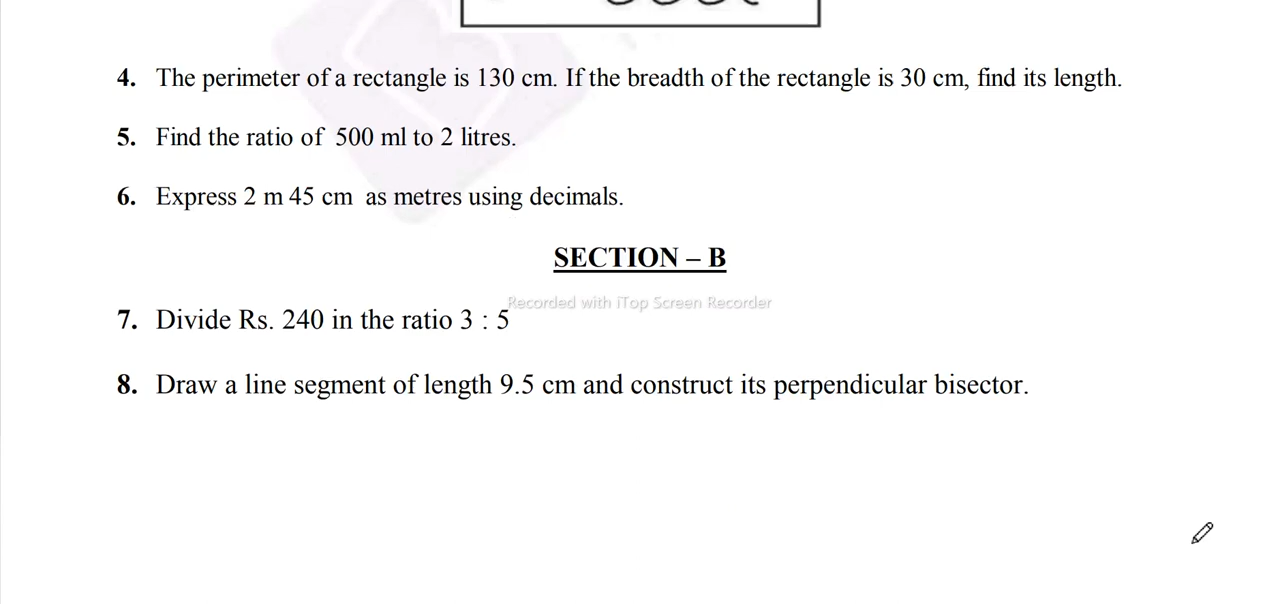 4. The perimeter of a rectangle is 130 cm. If the breadth of the rectangle is 30 cm, find its length.
5. Find the ratio of 500 ml to 2 litres.
6. Express 2 m 45 cm as metres using decimals.
SECTION – B
Recorded with iTop Screen Recorder
7. Divide Rs. 240 in the ratio 3 : 5
8. Draw a line segment of length 9.5 cm and construct its perpendicular bisector.